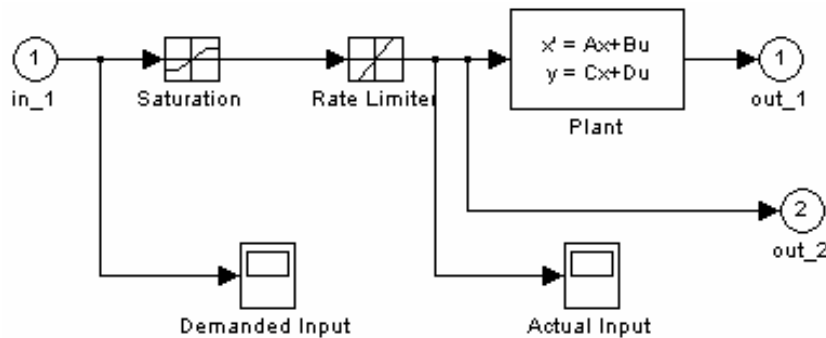 1
in_1
Saturation
Rate Limiter
x' = Ax+Bu
y = Cx+Du
Plant
1
out_1
2
out_2
Demanded Input
Actual Input